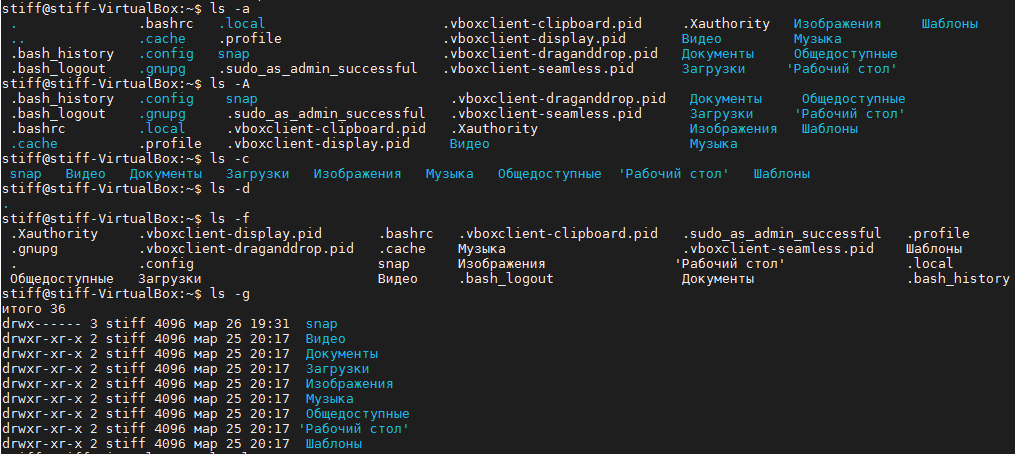 stiff@stiff-VirtualBox:~$ ls -a
. .bashrc .local .vboxclient-clipboard.pid .Xauthority Изображения Шаблоны
.. .cache .profile .vboxclient-display.pid Видео Музыка
.bash_history .config snap .vboxclient-draganddrop.pid Документы Общедоступные
.bash_logout .gnupg .sudo_as_admin_successful .vboxclient-seamless.pid Загрузки 'Рабочий стол'
stiff@stiff-VirtualBox:~$ ls -A
.bash_history .config snap .vboxclient-draganddrop.pid Документы Общедоступные
.bash_logout .gnupg .sudo_as_admin_successful .vboxclient-seamless.pid Загрузки 'Рабочий стол'
.bashrc .local .vboxclient-clipboard.pid .Xauthority Изображения Шаблоны
.cache .profile .vboxclient-display.pid Видео Музыка
stiff@stiff-VirtualBox:~$ ls -c
snap Видео Документы Загрузки Изображения Музыка Общедоступные 'Рабочий стол' Шаблоны
stiff@stiff-VirtualBox:~$ ls -d
.
stiff@stiff-VirtualBox:~$ ls -f
.Xauthority .vboxclient-display.pid .bashrc .vboxclient-clipboard.pid .sudo_as_admin_successful .profile
.gnupg .vboxclient-draganddrop.pid .cache Музыка .vboxclient-seamless.pid Шаблоны
. .config snap Изображения 'Рабочий стол' .local
Общедоступные Загрузки Видео .bash_logout Документы .bash_history
stiff@stiff-VirtualBox:~$ ls -g
итого 36
drwx------ 3 stiff 4096 мар 26 19:31 snap
drwxr-xr-x 2 stiff 4096 мар 25 20:17 Видео
drwxr-xr-x 2 stiff 4096 мар 25 20:17 Документы
drwxr-xr-x 2 stiff 4096 мар 25 20:17 Загрузки
drwxr-xr-x 2 stiff 4096 мар 25 20:17 Изображения
drwxr-xr-x 2 stiff 4096 мар 25 20:17 Музыка
drwxr-xr-x 2 stiff 4096 мар 25 20:17 Общедоступные
drwxr-xr-x 2 stiff 4096 мар 25 20:17 'Рабочий стол'
drwxr-xr-x 2 stiff 4096 мар 25 20:17 Шаблоны